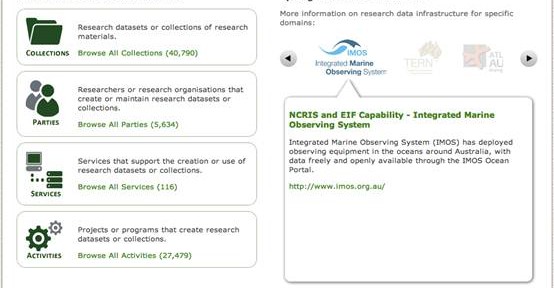 Research datasets or collections of research
materials.
COLLECTIONS
Browse All Collections (40,790)
Researchers or research organisations that
create or maintain research datasets or
collections.
PARTIES
Browse All Parties (5,634)
Services that support the creation or use of
research datasets or collections.
SERVICES
Browse All Services (116)
Projects or programs that create research
datasets or collections.
ACTIVITIES
Browse All Activities (27,479)
More information on research data infrastructure for specific
domains:
IMOS
Integrated Marine
Observing System
TERN
ATL
AU
NCRIS and EIF Capability - Integrated Marine
Observing System
Integrated Marine Observing System (IMOS) has deployed
observing equipment in the oceans around Australia, with
data freely and openly available through the IMOS Ocean
Portal.
http://www.imos.org.au/